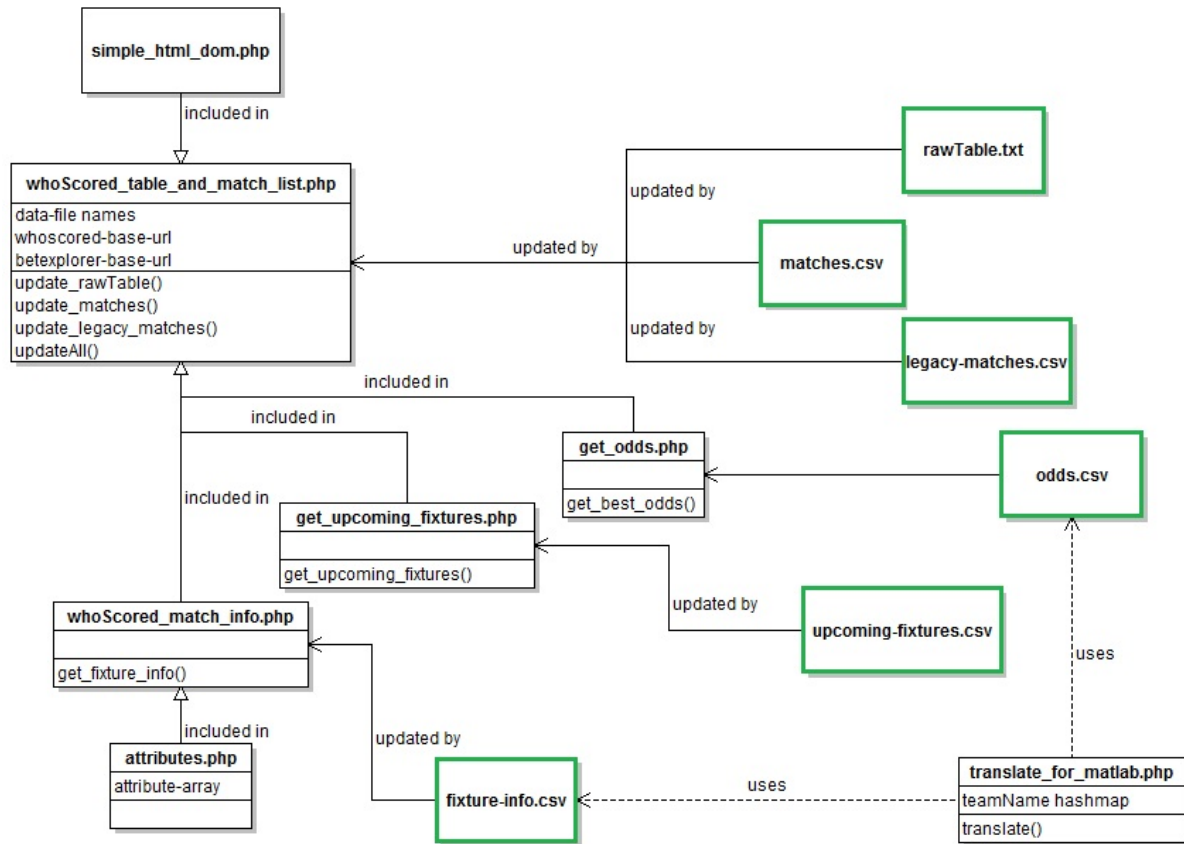 simple_html_dom.php
included in
whoScored_table_and_match_list.php
data-file names
whoscored-base-url
betexplorer-base-url
update_rawTable()
update_matches()
update_legacy_matches()
updateAll()
updated by
rawTable.txt
updated by
matches.csv
updated by
legacy-matches.csv
included in
included in
included in
get_odds.php
get_best_odds()
odds.csv
get_upcoming_fixtures.php
get_upcoming_fixtures()
updated by
upcoming-fixtures.csv
uses
whoScored_match_info.php
get_fixture_info()
included in
attributes.php
attribute-array
updated by
fixture-info.csv
uses
translate_for_matlab.php
teamName hashmap
translate()